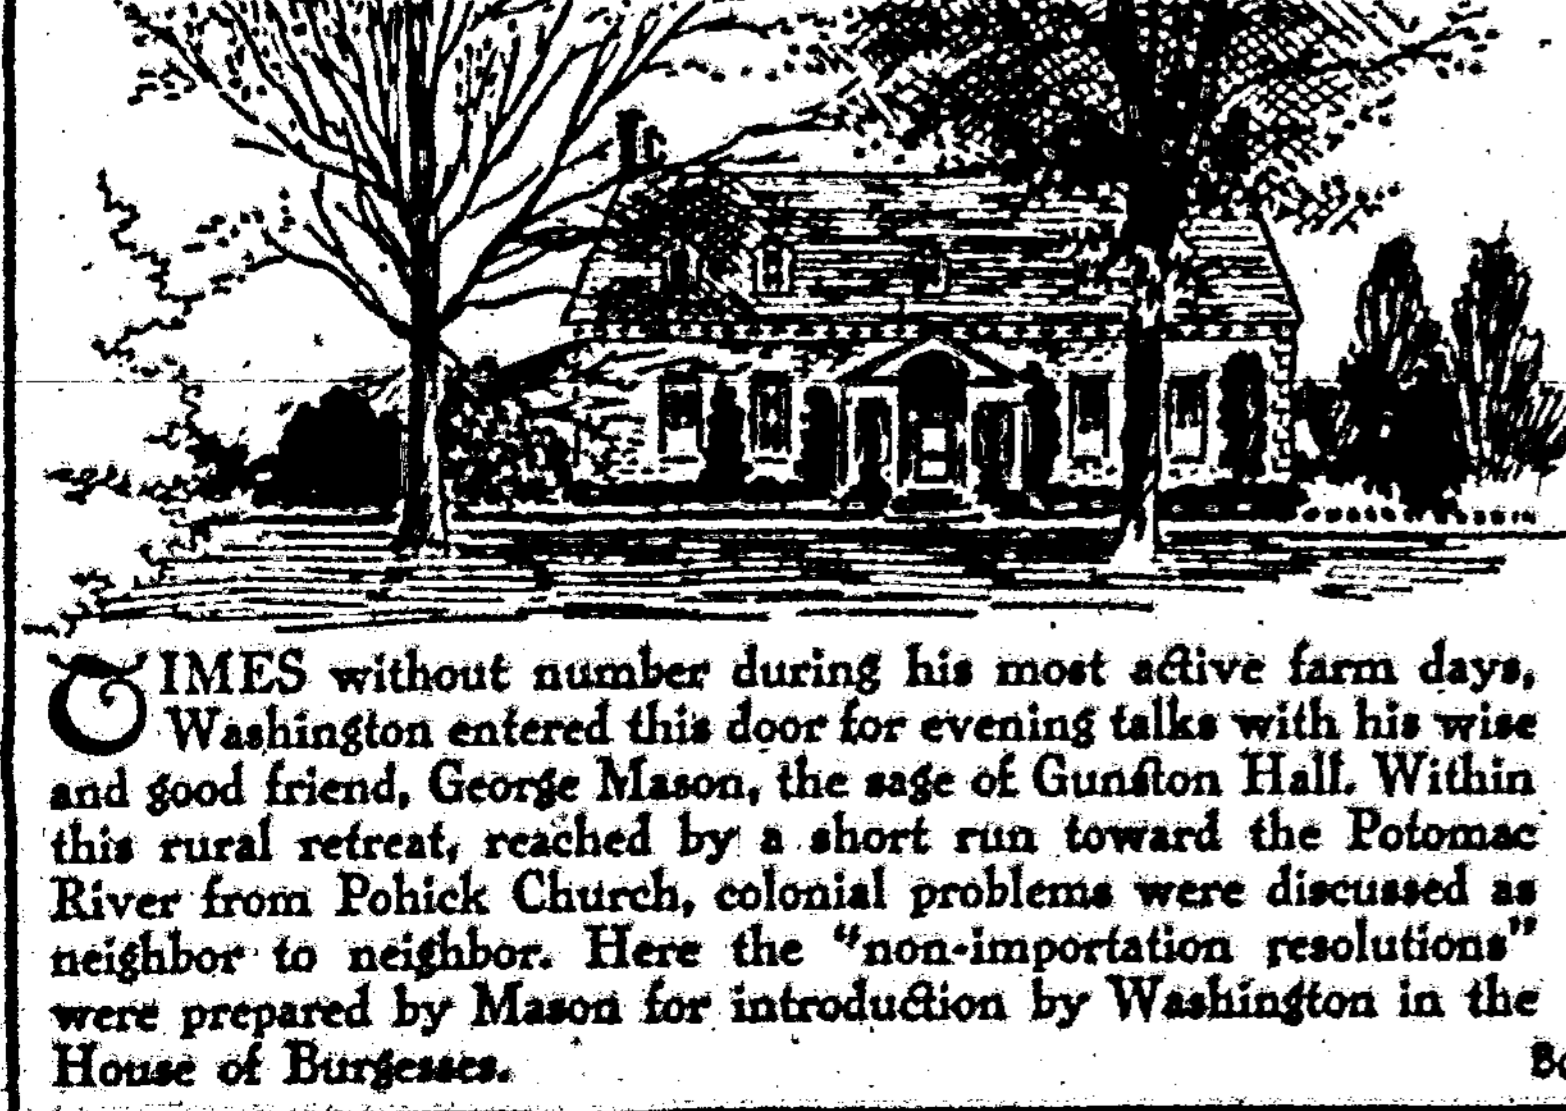 TIMES without number during his most active farm days,
Washington entered this door for evening talks with his wise
and good friend, George Mason, the sage of Gunston Hall. Within
this rural retreat, reached by a short run toward the Potomac
River from Pohick Church, colonial problems were discussed as
neighbor to neighbor. Here the "non-importation resolutions"
were prepared by Mason for introduction by Washington in the
House of Burgesses.